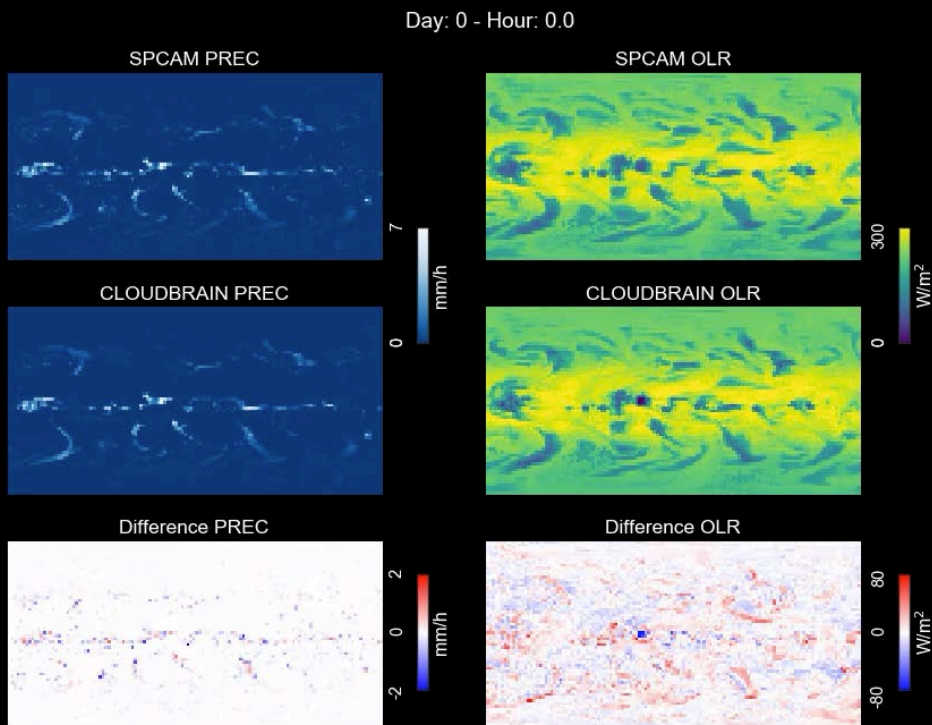 Day: 0 - Hour: 0.0
SPCAM PREC
SPCAM OLR
7
0
mm/h
300
0
W/m²
CLOUDBRAIN PREC
CLOUDBRAIN OLR
Difference PREC
Difference OLR
2
0
-2
mm/h
80
0
-80
W/m²